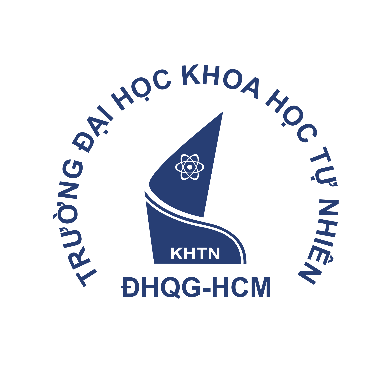 TRƯỜNG ĐẠI HỌC KHOA HỌC TỰ NHIÊN
KHTN
ĐHQG-HCM